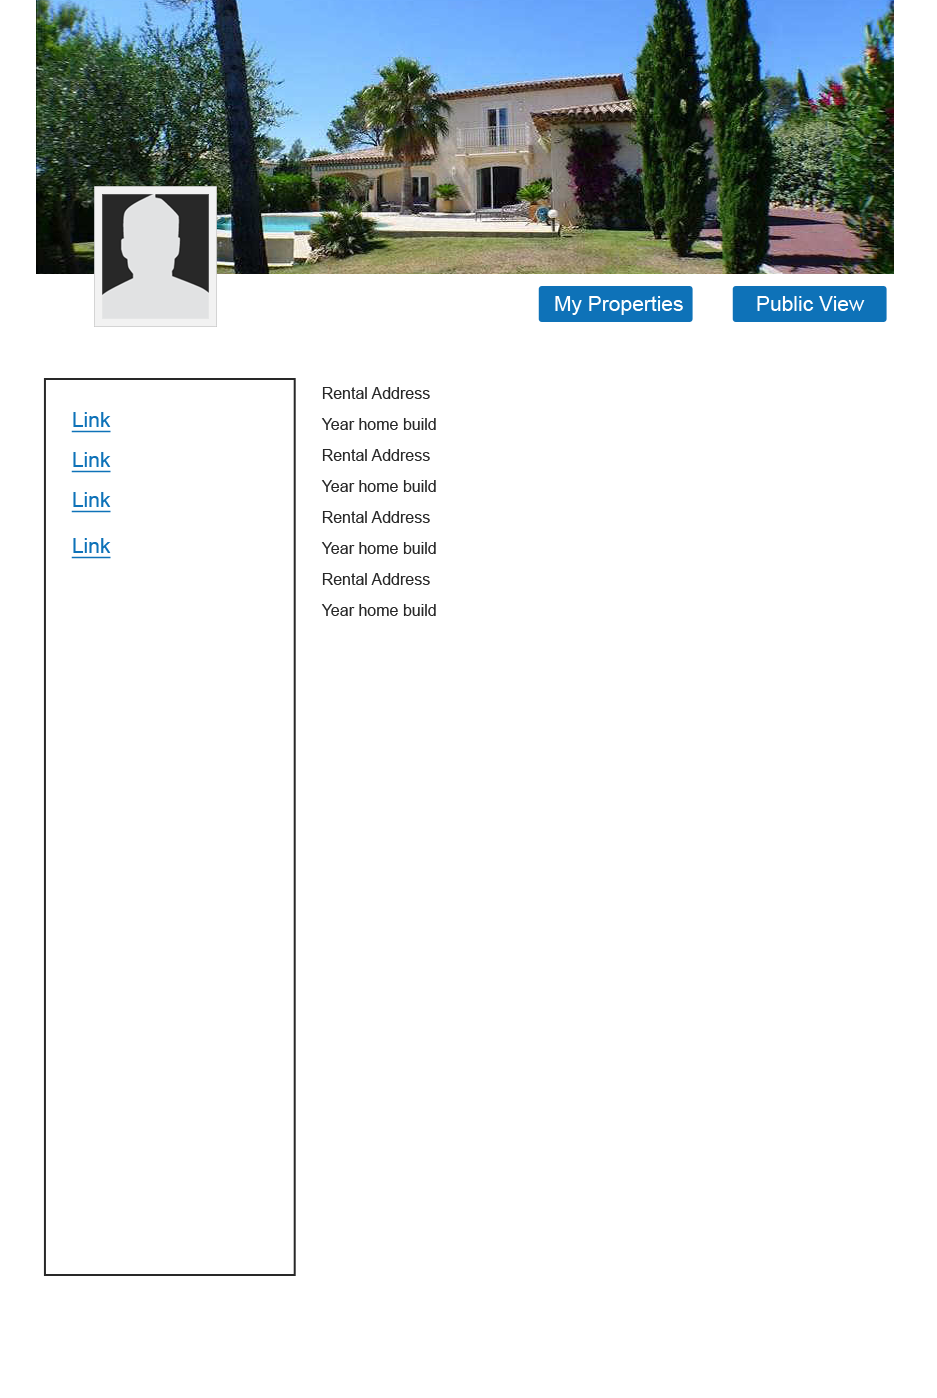 My Properties
Public View
Link
Link
Link
Link
Rental Address
Year home build
Rental Address
Year home build
Rental Address
Year home build
Rental Address
Year home build